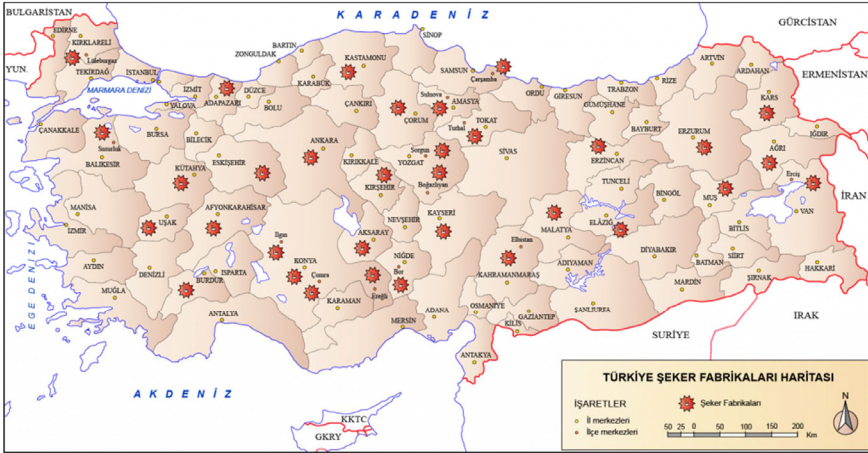 BULGARİSTAN
KARADENİZ
GÜRCİSTAN
EDİRNE
KIRKLARELİ
SİNOP
BARTIN
ZONGULDAK
KASTAMONU
YUN.
Lüleburgaz
TEKİRDAĞ
İSTANBUL
SAMSUN
Çarşamba
ARTVİN
ARDAHAN
ERMENİSTAN
MARMARA DENİZİ
İZMİT
ADAPAZARI
DÜZCE
KARABÜK
YALOVA
BOLU
ÇANKIRI
ÇORUM
Suluova
AMASYA
ORDU
GİRESUN
TRABZON
RİZE
GÜMÜŞHANE
KARS
ÇANAKKALE
BURSA
BİLECİK
Turhal
TOKAT
BAYBURT
ERZURUM
IĞDIR
Susurluk
BALIKESİR
ESKİŞEHİR
ANKARA
KIRIKKALE
Sorgun
YOZGAT
SİVAS
ERZİNCAN
AĞRI
KÜTAHYA
KIRŞEHİR
Boğazlıyan
TUNCELİ
BİNGÖL
MUŞ
Erciş
İRAN
MANİSA
UŞAK
AFYONKARAHİSAR
NEVŞEHİR
KAYSERİ
MALATYA
ELAZIĞ
VAN
İZMİR
Ilgın
AKSARAY
Elbistan
BİTLİS
EGE DENİZİ
AYDIN
DENİZLİ
ISPARTA
BURDUR
KONYA
Çumra
NİĞDE
Bor
Ereğli
KAHRAMANMARAŞ
ADIYAMAN
DİYABAKIR
BATMAN
SİİRT
ŞIRNAK
HAKKARİ
MUĞLA
ANTALYA
KARAMAN
MERSİN
ADANA
OSMANİYE
GAZİANTEP
KİLİS
ŞANLIURFA
MARDİN
ANTAKYA
SURİYE
IRAK
AKDENİZ
KKTC
GKRY
TÜRKİYE ŞEKER FABRİKALARI HARİTASI
İŞARETLER
İl merkezleri
İlçe merkezleri
Şeker Fabrikaları
N
50 25 0 50 100 150 200
Km